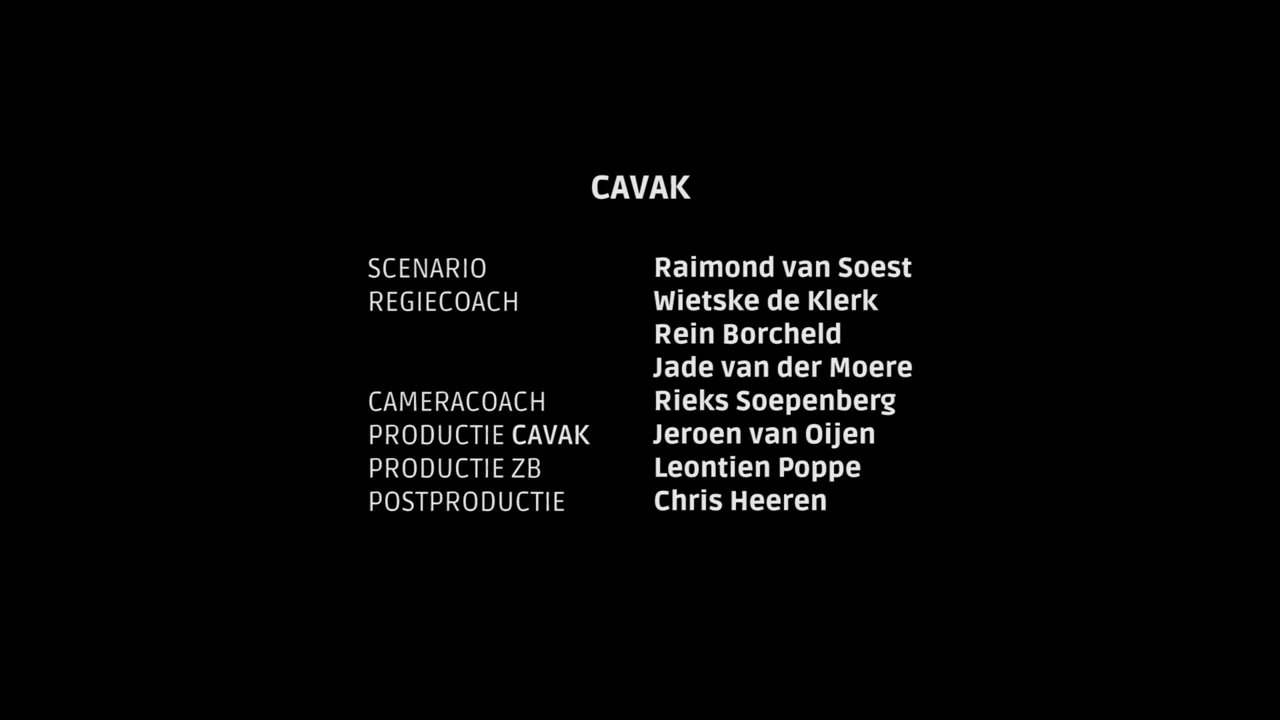 CAVAK
SCENARIO Raimond van Soest
REGIECOACH Wietske de Klerk
Rein Borcheld
Jade van der Moere
CAMERACOACH Rieks Soepenberg
PRODUCTIE CAVAK Jeroen van Oijen
PRODUCTIE ZB Leontien Poppe
POSTPRODUCTIE Chris Heeren